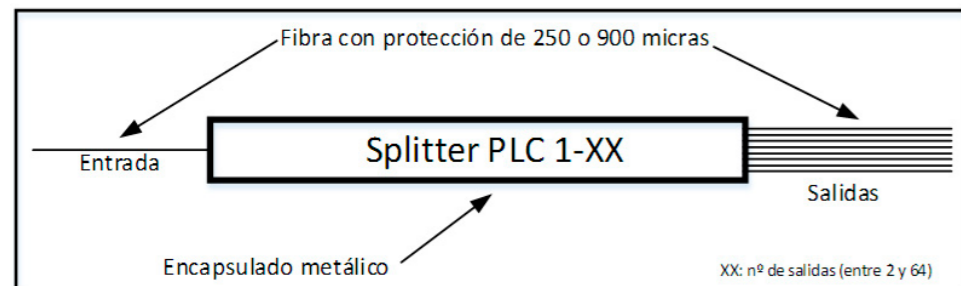 Fibra con protección de 250 o 900 micras
Splitter PLC 1-XX
Entrada
Salidas
Encapsulado metálico
XX: nº de salidas (entre 2 y 64)